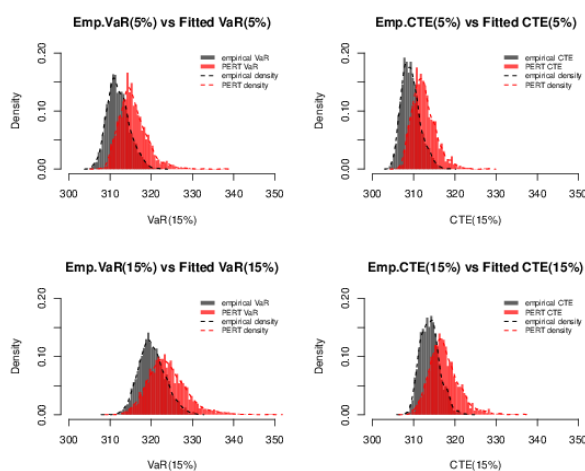 Emp.VaR(5%) vs Fitted VaR(5%)
empirical VaR
PERT VaR
empirical density
PERT density
Density
0.00
0.10
0.20
300
310
320
330
340
350
VaR(15%)
Emp.CTE(5%) vs Fitted CTE(5%)
empirical CTE
PERT CTE
empirical density
PERT density
Density
0.00
0.10
0.20
300
310
320
330
340
350
CTE(15%)
Emp.VaR(15%) vs Fitted VaR(15%)
empirical VaR
PERT VaR
empirical density
PERT density
Density
0.00
0.10
0.20
300
310
320
330
340
350
VaR(15%)
Emp.CTE(15%) vs Fitted CTE(15%)
empirical CTE
PERT CTE
empirical density
PERT density
Density
0.00
0.10
0.20
300
310
320
330
340
350
CTE(15%)